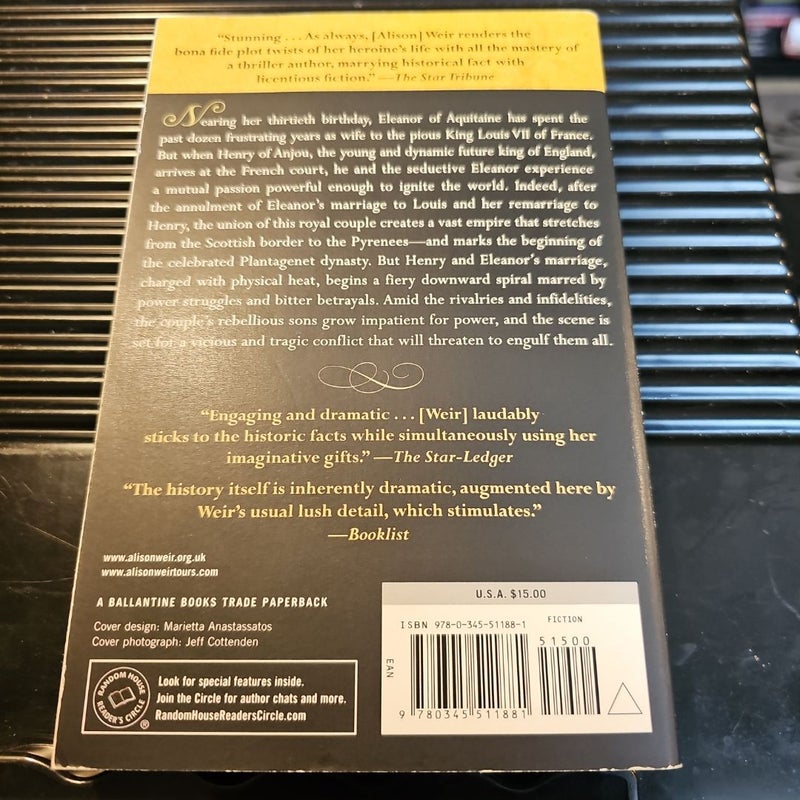 “Stunning . . . As always, [Alison] Weir renders the
bona fide plot twists of her heroine’s life with all the mastery of
a thriller author, marrying historical fact with
licentious fiction.” —The Star Tribune
Nearing her thirtieth birthday, Eleanor of Aquitaine has spent the
past dozen frustrating years as wife to the pious King Louis VII of France.
But when Henry of Anjou, the young and dynamic future king of England,
arrives at the French court, he and the seductive Eleanor experience
a mutual passion powerful enough to ignite the world. Indeed, after
the annulment of Eleanor’s marriage to Louis and her remarriage to
Henry, the union of this royal couple creates a vast empire that stretches
from the Scottish border to the Pyrenees—and marks the beginning of
the celebrated Plantagenet dynasty. But Henry and Eleanor’s marriage,
charged with physical heat, begins a fiery downward spiral marred by
power struggles and bitter betrayals. Amid the rivalries and infidelities,
the couple’s rebellious sons grow impatient for power, and the scene is
set for a vicious and tragic conflict that will threaten to engulf them all.
“Engaging and dramatic . . . [Weir] laudably
sticks to the historic facts while simultaneously using her
imaginative gifts.” —The Star-Ledger
“The history itself is inherently dramatic, augmented here by
Weir’s usual lush detail, which stimulates.”
—Booklist
www.alisonweir.org.uk
www.alisonweirtours.com
A BALLANTINE BOOKS TRADE PAPERBACK
Cover design: Marietta Anastassatos
Cover photograph: Jeff Cottenden
RANDOM HOUSE READER'S CIRCLE ®
Look for special features inside.
Join the Circle for author chats and more.
RandomHouseReadersCircle.com
U.S.A. $15.00
FICTION
ISBN 978-0-345-51188-1
51500
EAN
9 780345 511881